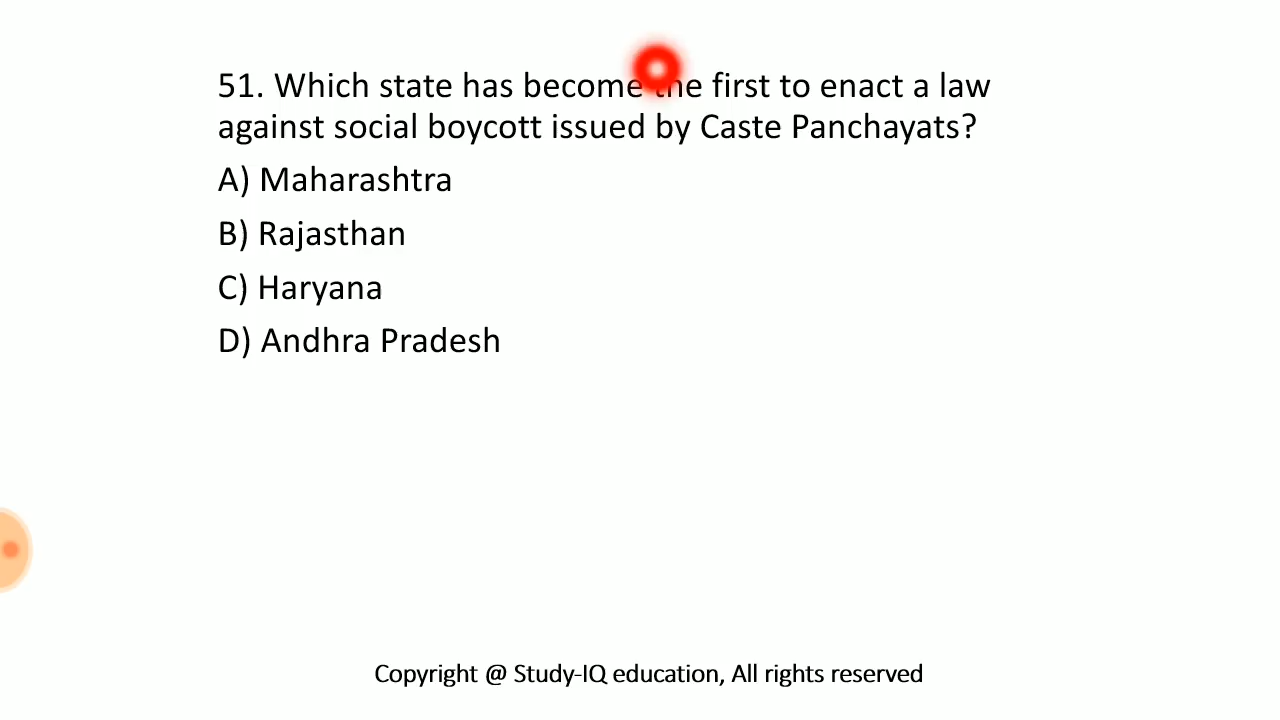 51. Which state has become the first to enact a law
against social boycott issued by Caste Panchayats?
A) Maharashtra
B) Rajasthan
C) Haryana
D) Andhra Pradesh
Copyright @ Study-IQ education, All rights reserved